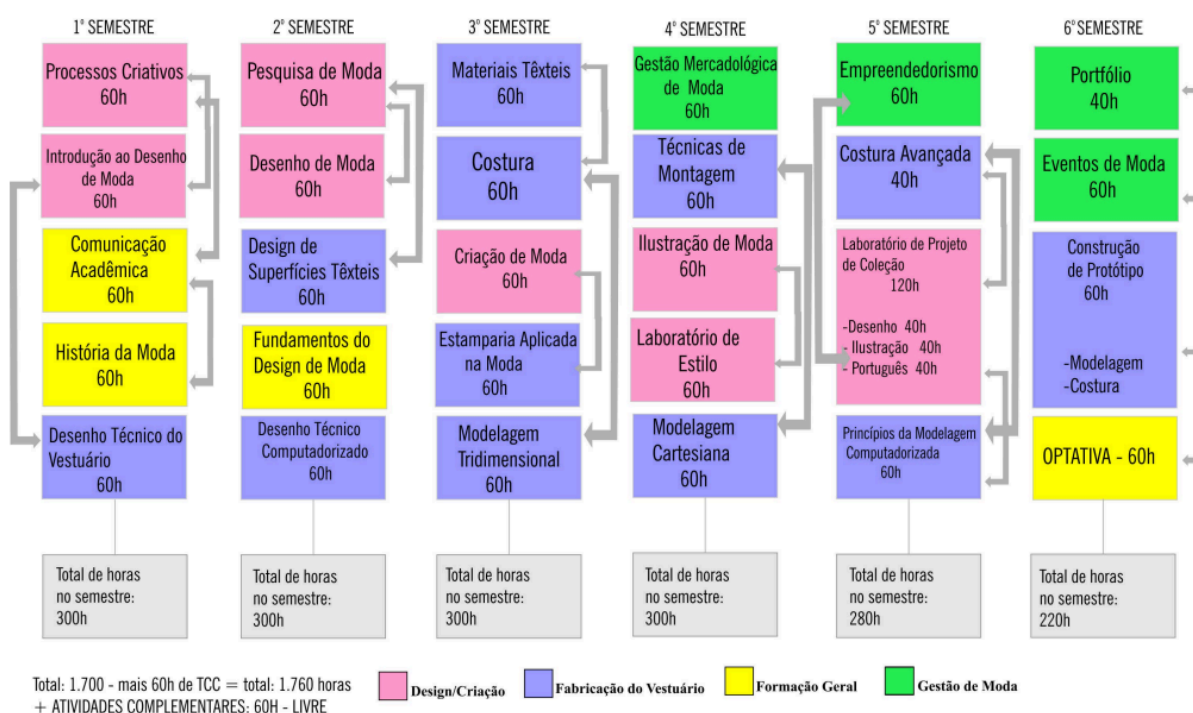 1º SEMESTRE
Processos Criativos
60h
Introdução ao Desenho
de Moda
60h
Comunicação
Acadêmica
60h
História da Moda
60h
Desenho Técnico do
Vestuário
60h
Total de horas
no semestre:
300h
2º SEMESTRE
Pesquisa de Moda
60h
Desenho de Moda
60h
Design de
Superfícies Têxteis
60h
Fundamentos do
Design de Moda
60h
Desenho Técnico
Computadorizado
60h
Total de horas
no semestre:
300h
3º SEMESTRE
Materiais Têxteis
60h
Costura
60h
Criação de Moda
60h
Estamparia Aplicada
na Moda
60h
Modelagem
Tridimensional
60h
Total de horas
no semestre:
300h
4º SEMESTRE
Gestão Mercadológica
de Moda
60h
Técnicas de
Montagem
60h
Ilustração de Moda
60h
Laboratório de
Estilo
60h
Modelagem
Cartesiana
60h
Total de horas
no semestre:
300h
5º SEMESTRE
Empreendedorismo
60h
Costura Avançada
40h
Laboratório de Projeto
de Coleção
120h
-Desenho 40h
- Ilustração 40h
- Português 40h
Princípios da Modelagem
Computadorizada
60h
Total de horas
no semestre:
280h
6º SEMESTRE
Portfólio
40h
Eventos de Moda
60h
Construção
de Protótipo
60h
-Modelagem
-Costura
OPTATIVA - 60h
Total de horas
no semestre:
220h
Total: 1.700 - mais 60h de TCC = total: 1.760 horas
+ ATIVIDADES COMPLEMENTARES: 60H - LIVRE
Design/Criação
Fabricação do Vestuário
Formação Geral
Gestão de Moda